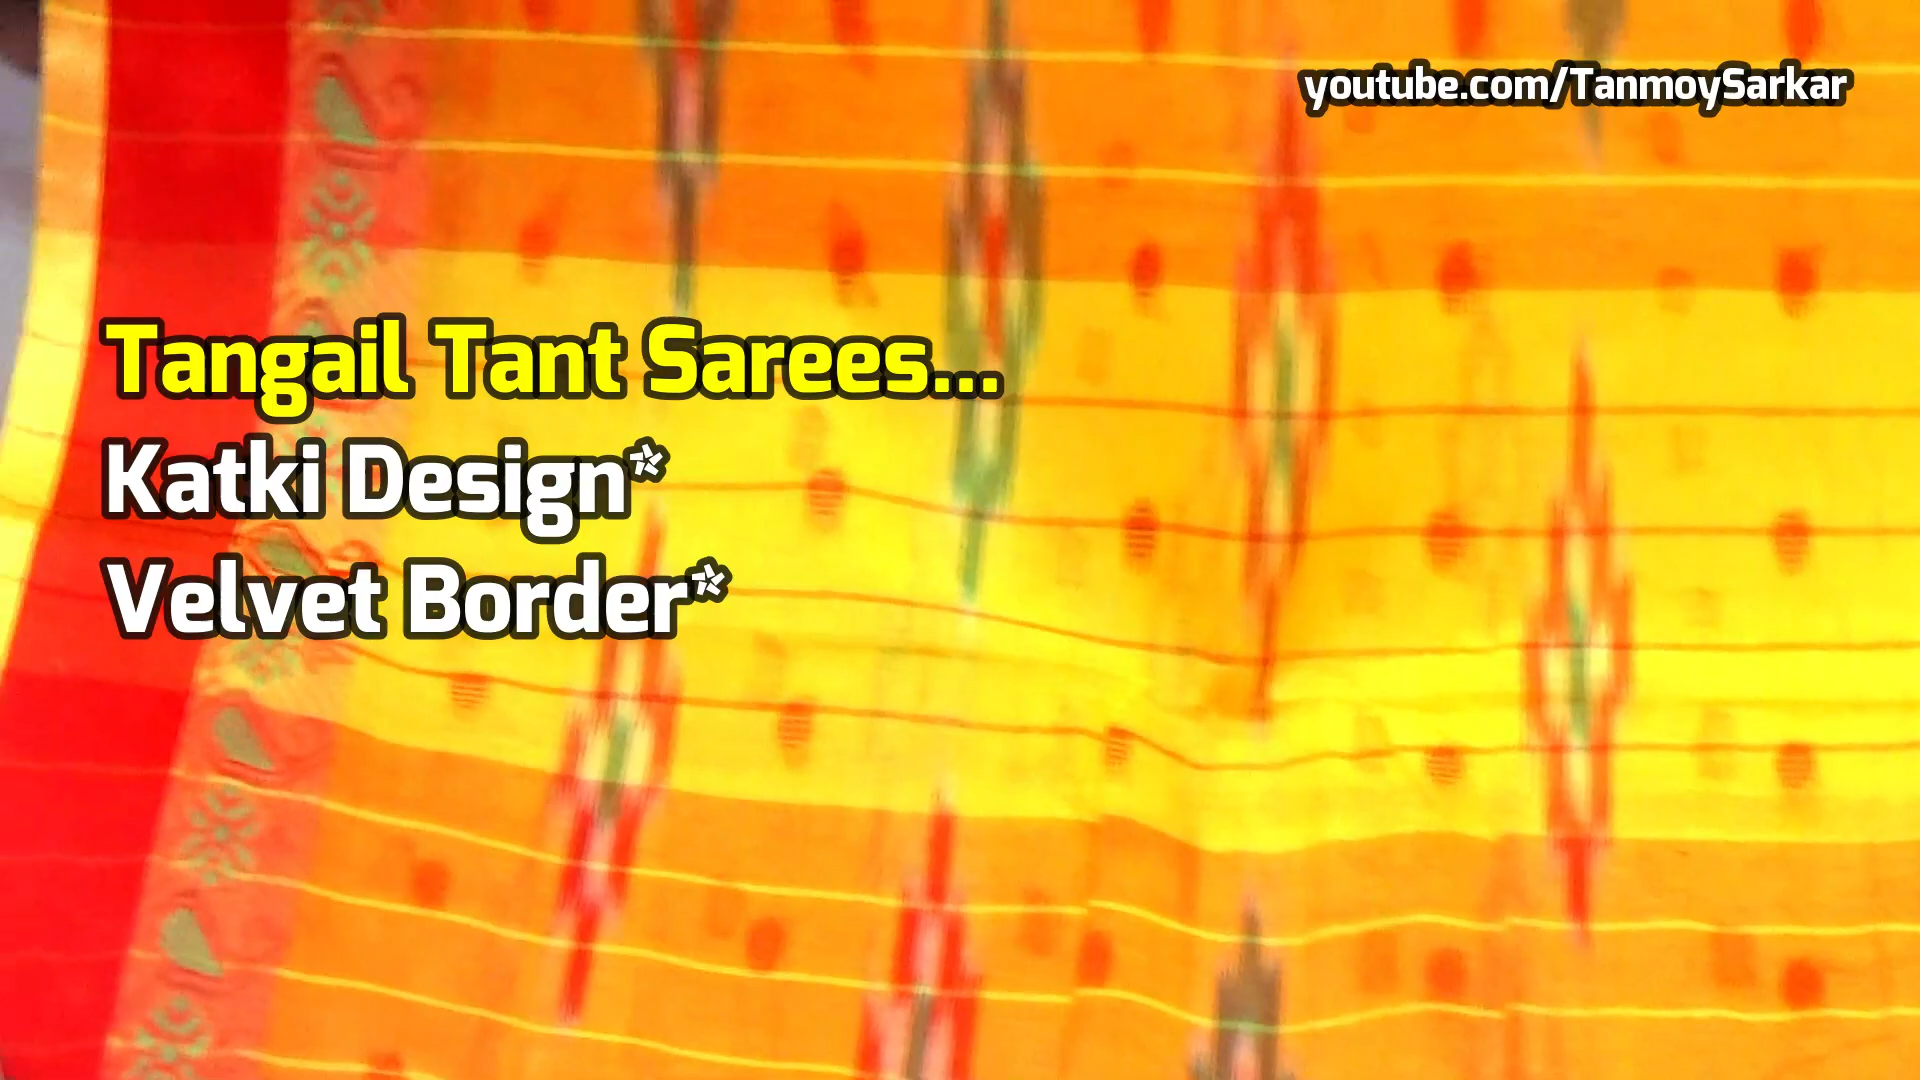 youtube.com/TanmoySarkar
Tangail Tant Sarees...
Katki Design*
Velvet Border*